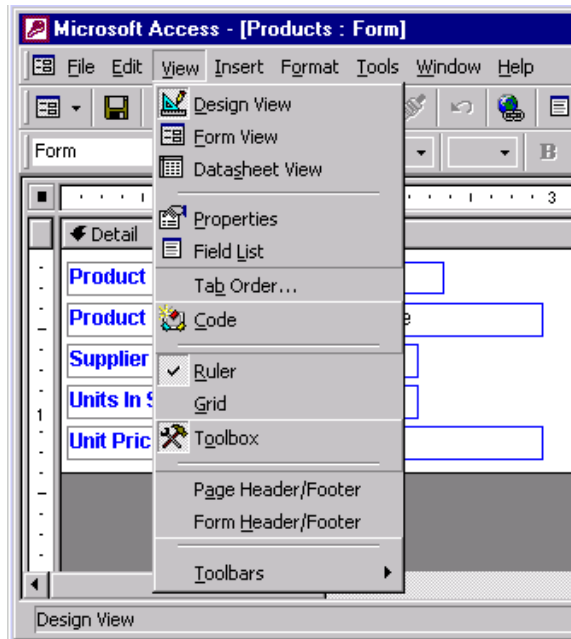 Microsoft Access - [Products : Form]
File Edit View Insert Format Tools Window Help
Form
B
Design View
Form View
Datasheet View
Properties
Field List
Tab Order...
Code
Ruler
Grid
Toolbox
Page Header/Footer
Form Header/Footer
Toolbars
3
Detail
Product
Product
Supplier
Units In
Unit Pric
1
Design View